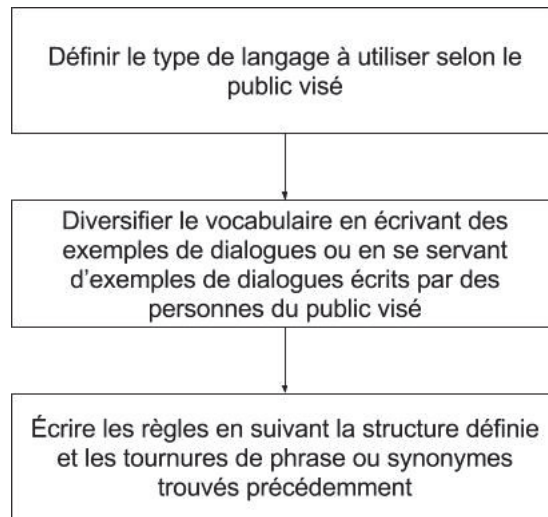 Définir le type de langage à utiliser selon le
public visé
Diversifier le vocabulaire en écrivant des
exemples de dialogues ou en se servant
d'exemples de dialogues écrits par des
personnes du public visé
Écrire les règles en suivant la structure définie
et les tournures de phrase ou synonymes
trouvés précédemment